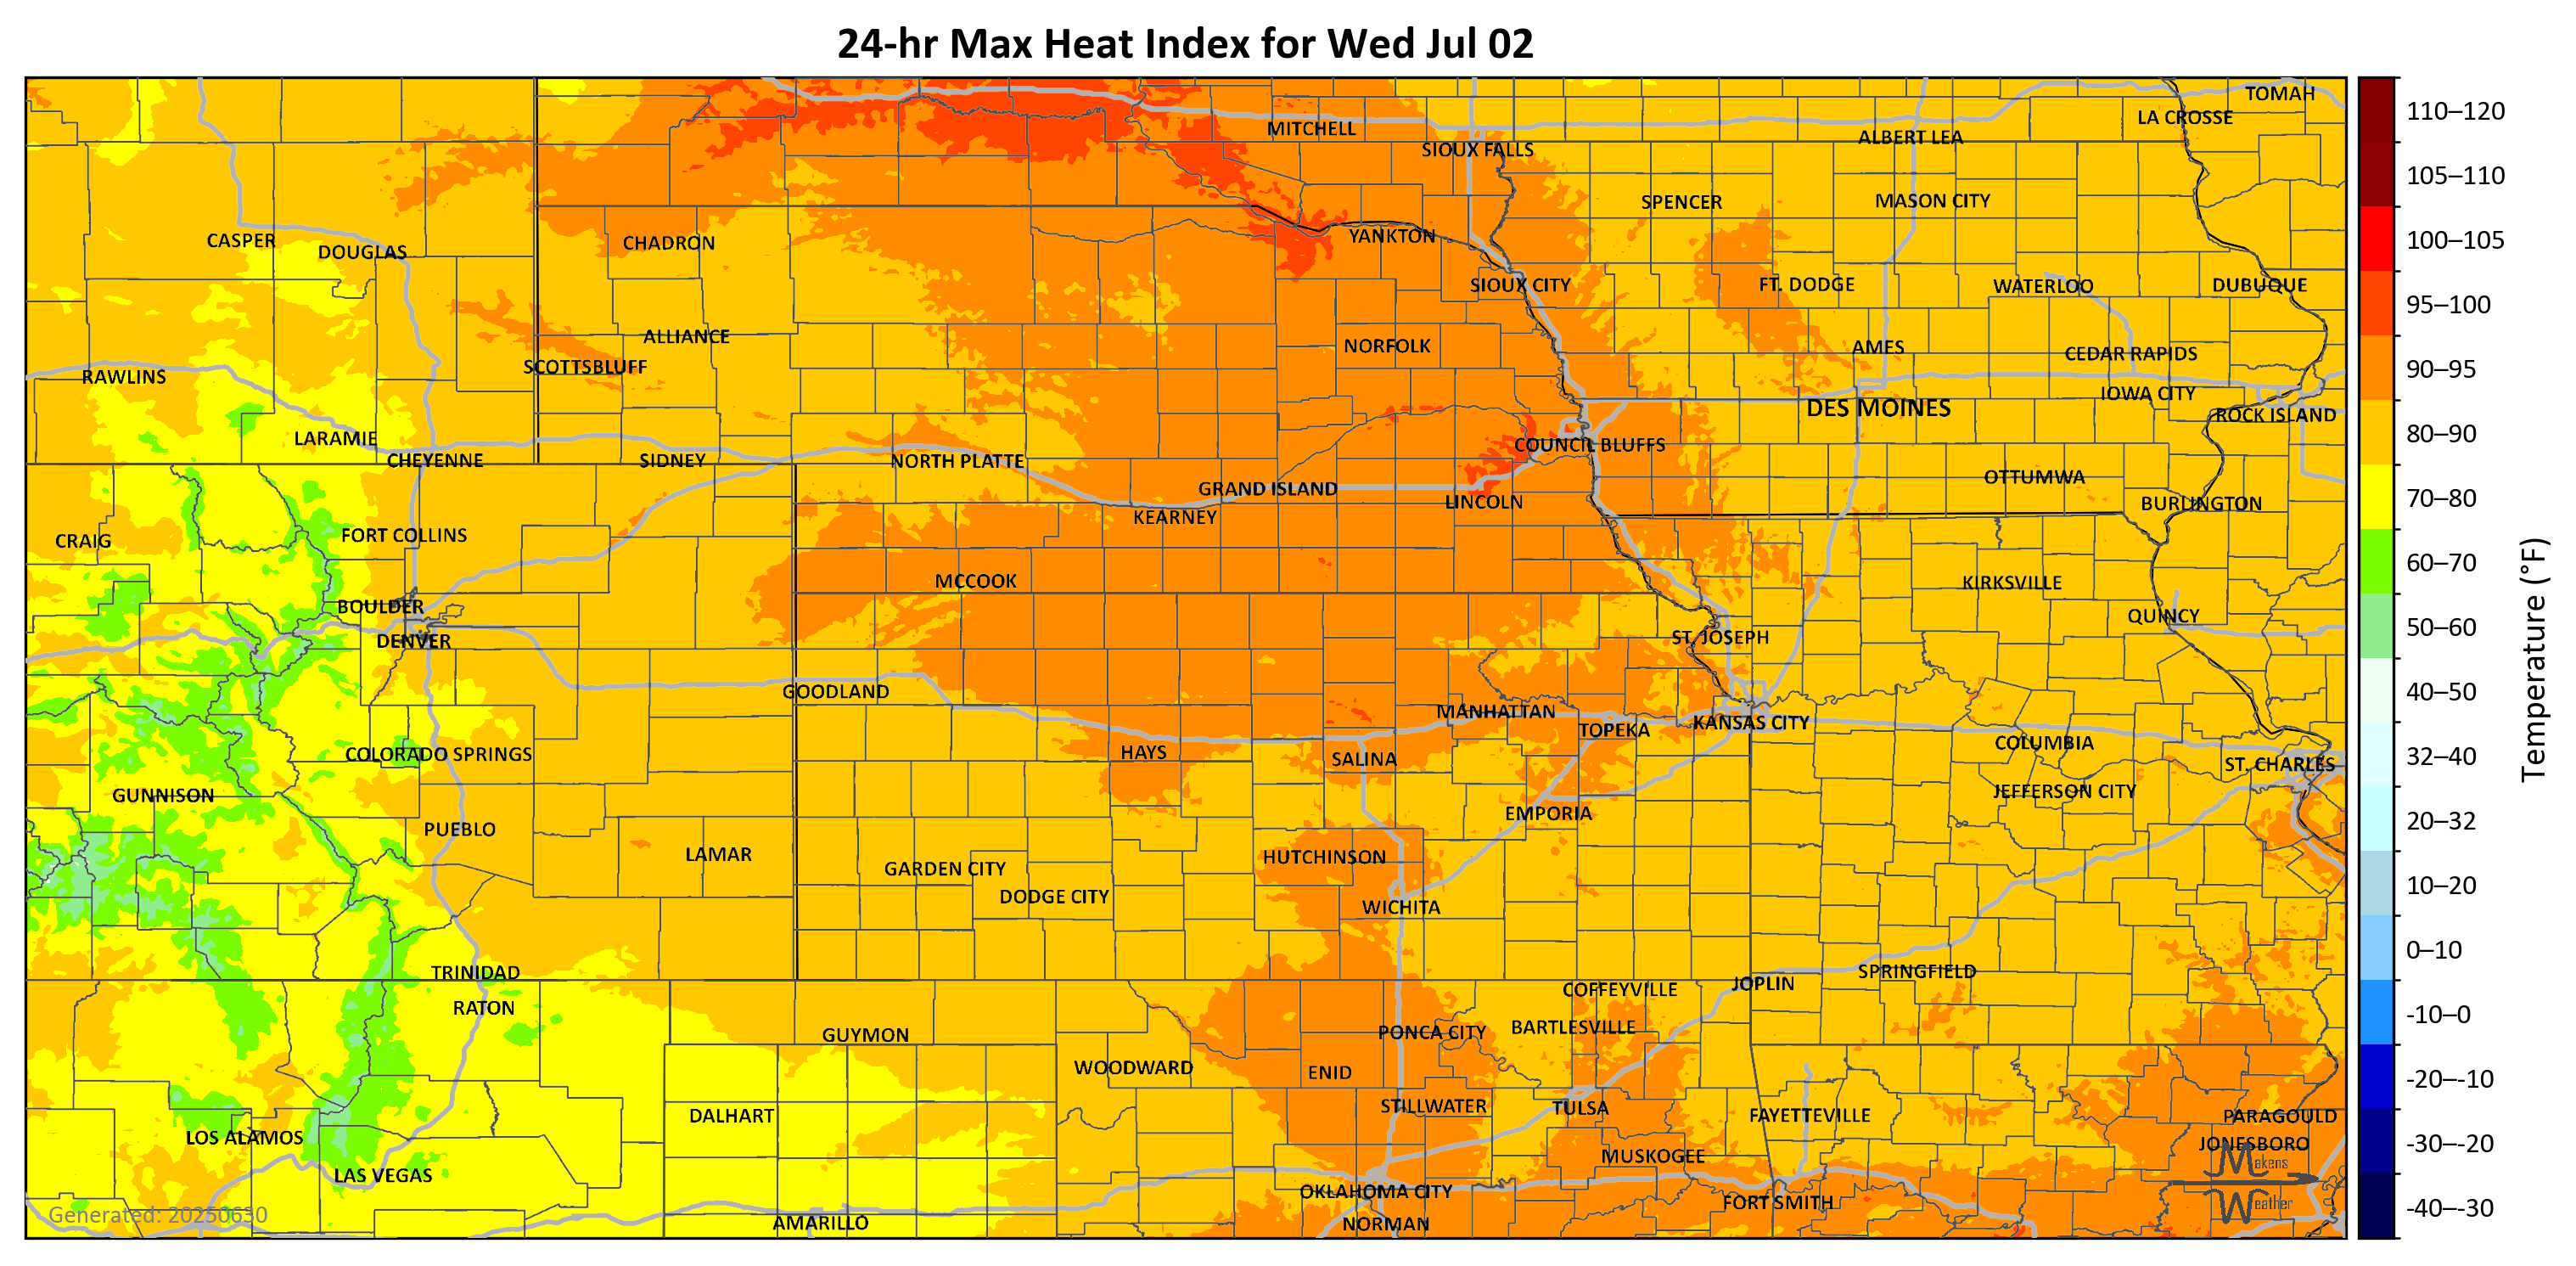 24-hr Max Heat Index for Wed Jul 02
TOMAH
LA CROSSE
MITCHELL
ALBERT LEA
SIOUX FALLS
SPENCER
MASON CITY
CASPER
DOUGLAS
CHADRON
YANKTON
SIOUX CITY
FT. DODGE
WATERLOO
DUBUQUE
ALLIANCE
NORFOLK
AMES
CEDAR RAPIDS
SCOTTSBLUFF
RAWLINS
IOWA CITY
DES MOINES
ROCK ISLAND
LARAMIE
COUNCIL BLUFFS
CHEYENNE
SIDNEY
NORTH PLATTE
OTTUMWA
GRAND ISLAND
LINCOLN
BURLINGTON
KEARNEY
FORT COLLINS
CRAIG
MCCOOK
KIRKSVILLE
BOULDER
QUINCY
DENVER
ST. JOSEPH
GOODLAND
MANHATTAN
KANSAS CITY
TOPEKA
COLUMBIA
COLORADO SPRINGS
HAYS
SALINA
ST. CHARLES
GUNNISON
JEFFERSON CITY
EMPORIA
PUEBLO
LAMAR
HUTCHINSON
GARDEN CITY
DODGE CITY
WICHITA
TRINIDAD
SPRINGFIELD
JOPLIN
COFFEYVILLE
RATON
GUYMON
PONCA CITY
BARTLESVILLE
WOODWARD
ENID
STILLWATER
TULSA
DALHART
FAYETTEVILLE
PARAGOULD
LOS ALAMOS
JONESBORO
MUSKOGEE
LAS VEGAS
OKLAHOMA CITY
FORT SMITH
AMARILLO
NORMAN
Generated: 20250630
Makens
Weather
110–120
105–110
100–105
95–100
90–95
80–90
70–80
60–70
50–60
40–50
32–40
20–32
10–20
0–10
-10–0
-20–-10
-30–-20
-40–-30
Temperature (°F)